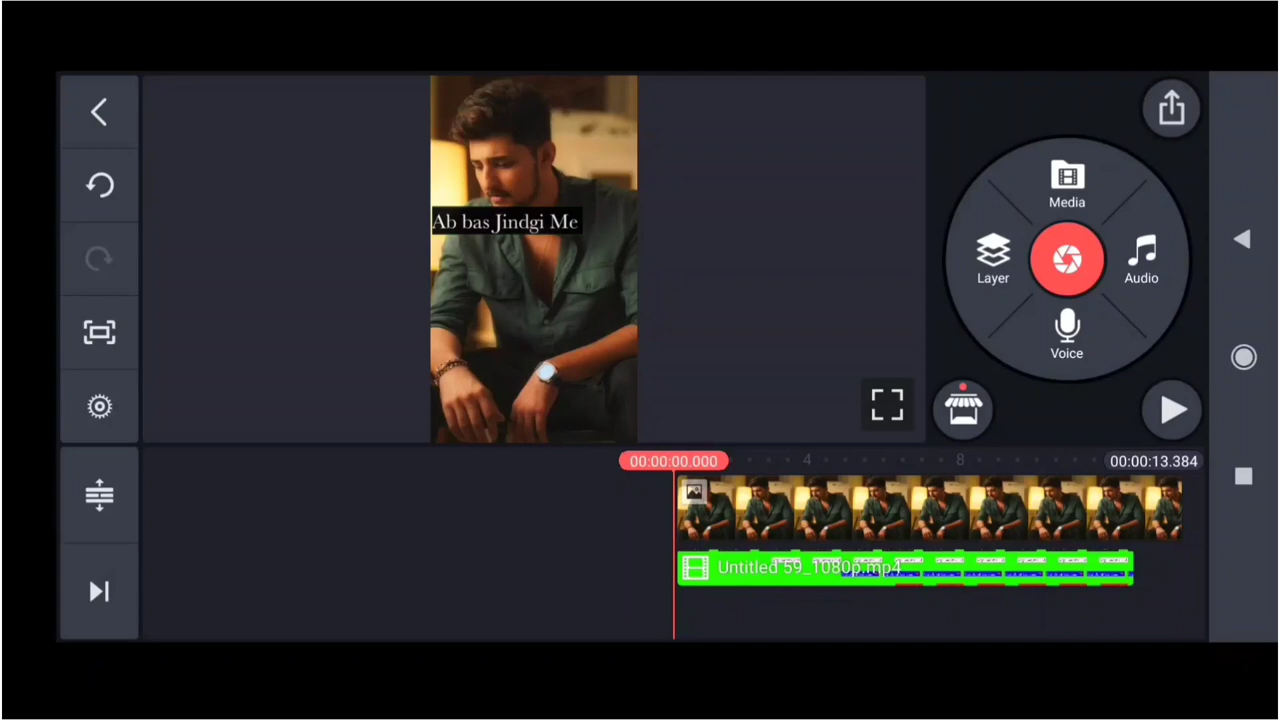 Media
Layer
Audio
Voice
Ab bas Jindgi Me
00:00:00.000
4
8
00:00:13.384
Untitled 59_1080p.mp4